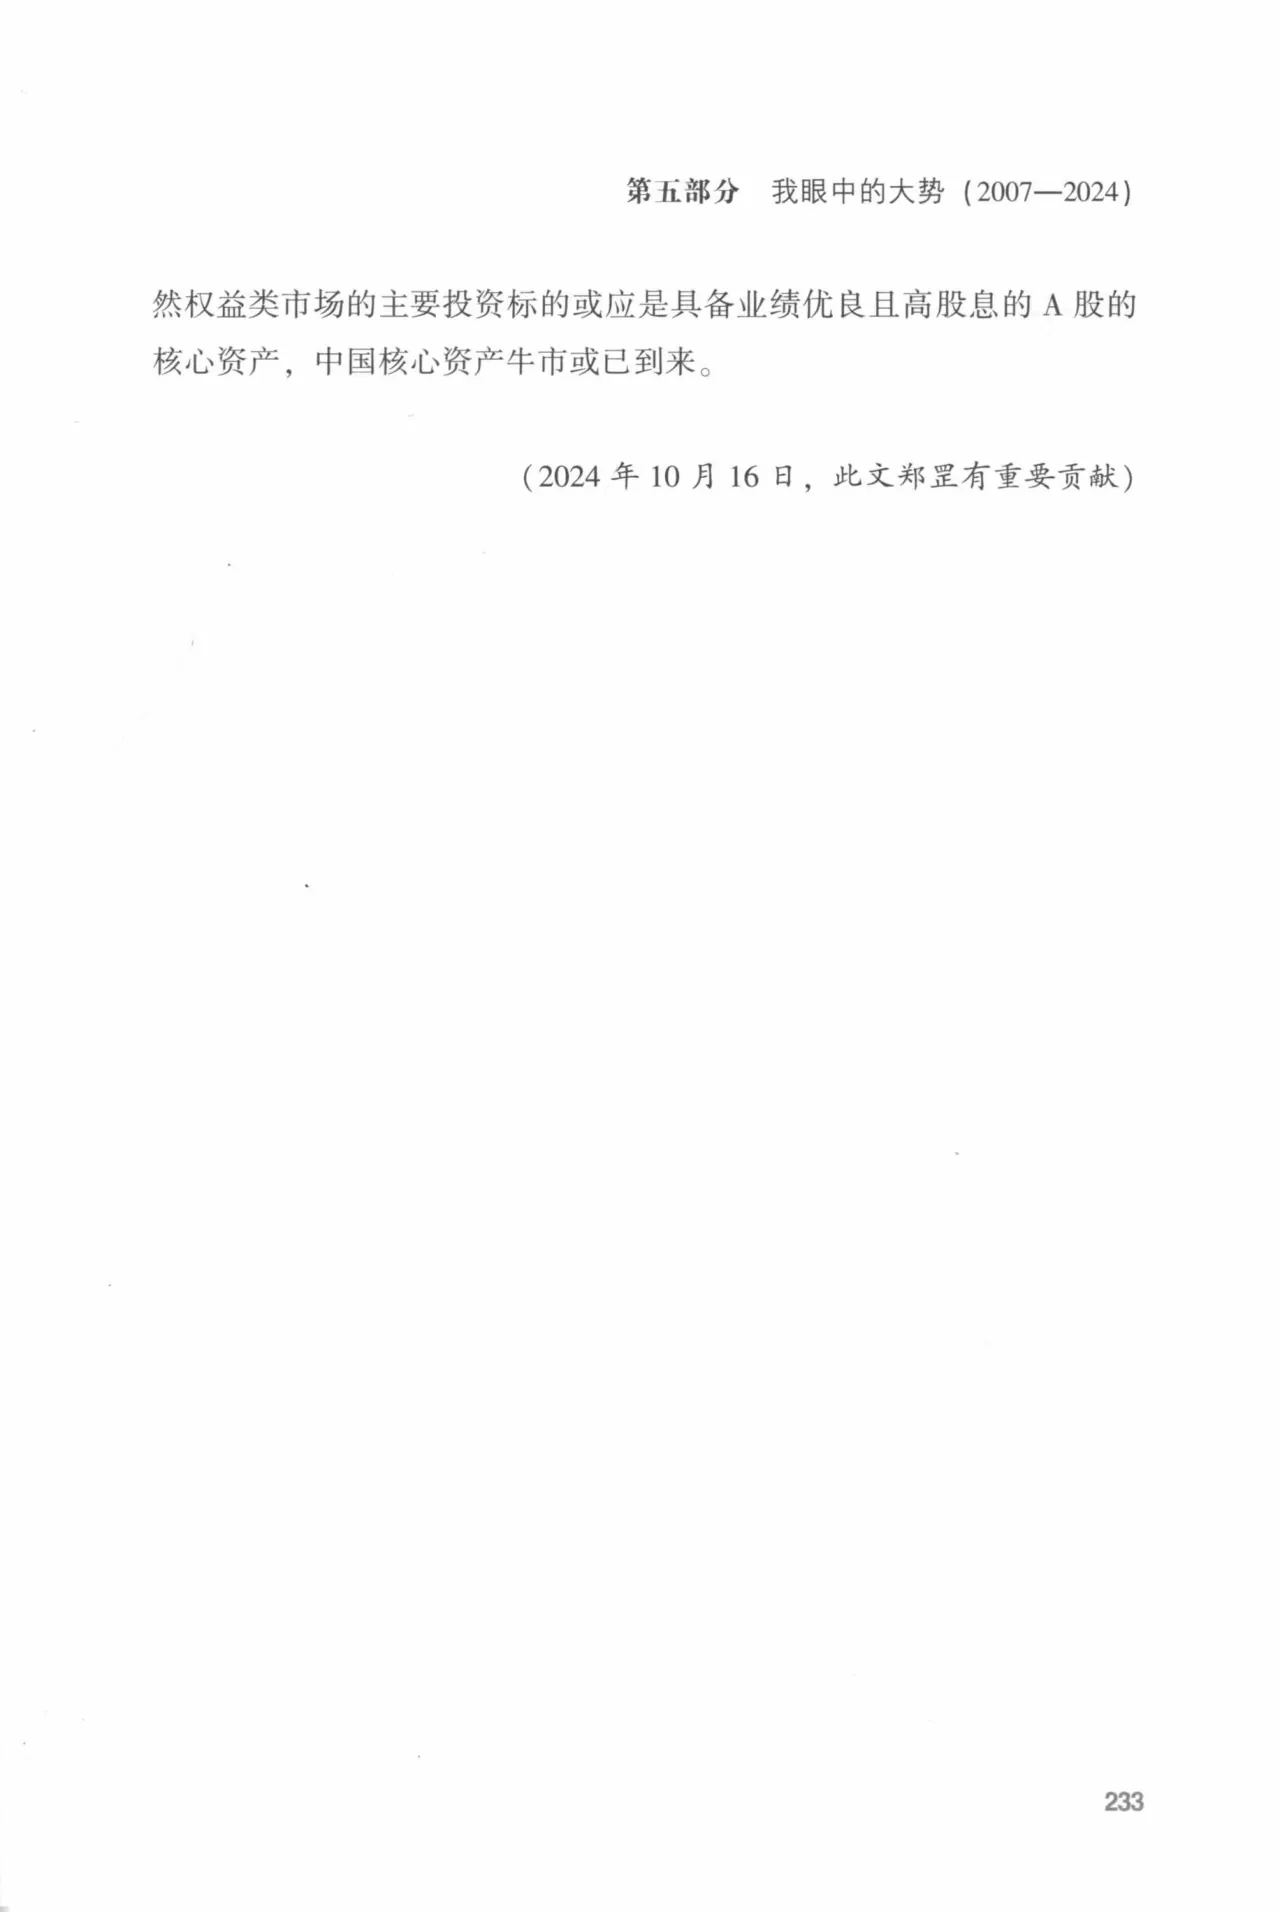 第五部分 我眼中的大势（2007—2024）
然权益类市场的主要投资标的或应是具备业绩优良且高股息的 A 股的
核心资产，中国核心资产牛市或已到来。
（2024 年 10 月 16 日，此文郑罡有重要贡献）
233